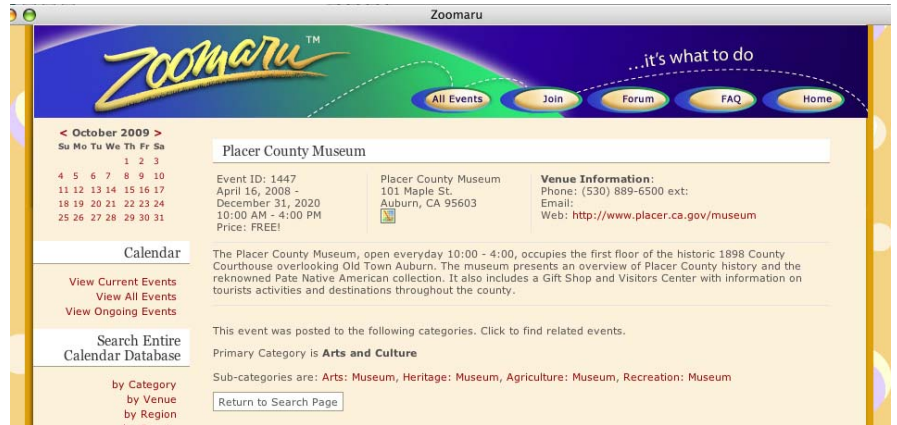 Zoomaru
Zoomaru™
...it's what to do
All Events Join Forum FAQ Home
< October 2009 >
Su Mo Tu We Th Fr Sa
1 2 3
4 5 6 7 8 9 10
11 12 13 14 15 16 17
18 19 20 21 22 23 24
25 26 27 28 29 30 31
Calendar
View Current Events
View All Events
View Ongoing Events
Search Entire
Calendar Database
by Category
by Venue
by Region
Placer County Museum
Event ID: 1447
April 16, 2008 -
December 31, 2020
10:00 AM - 4:00 PM
Price: FREE!
Placer County Museum
101 Maple St.
Auburn, CA 95603
Venue Information:
Phone: (530) 889-6500 ext:
Email:
Web: http://www.placer.ca.gov/museum
The Placer County Museum, open everyday 10:00 - 4:00, occupies the first floor of the historic 1898 County
Courthouse overlooking Old Town Auburn. The museum presents an overview of Placer County history and the
reknowned Pate Native American collection. It also includes a Gift Shop and Visitors Center with information on
tourists activities and destinations throughout the county.
This event was posted to the following categories. Click to find related events.
Primary Category is Arts and Culture
Sub-categories are: Arts: Museum, Heritage: Museum, Agriculture: Museum, Recreation: Museum
Return to Search Page